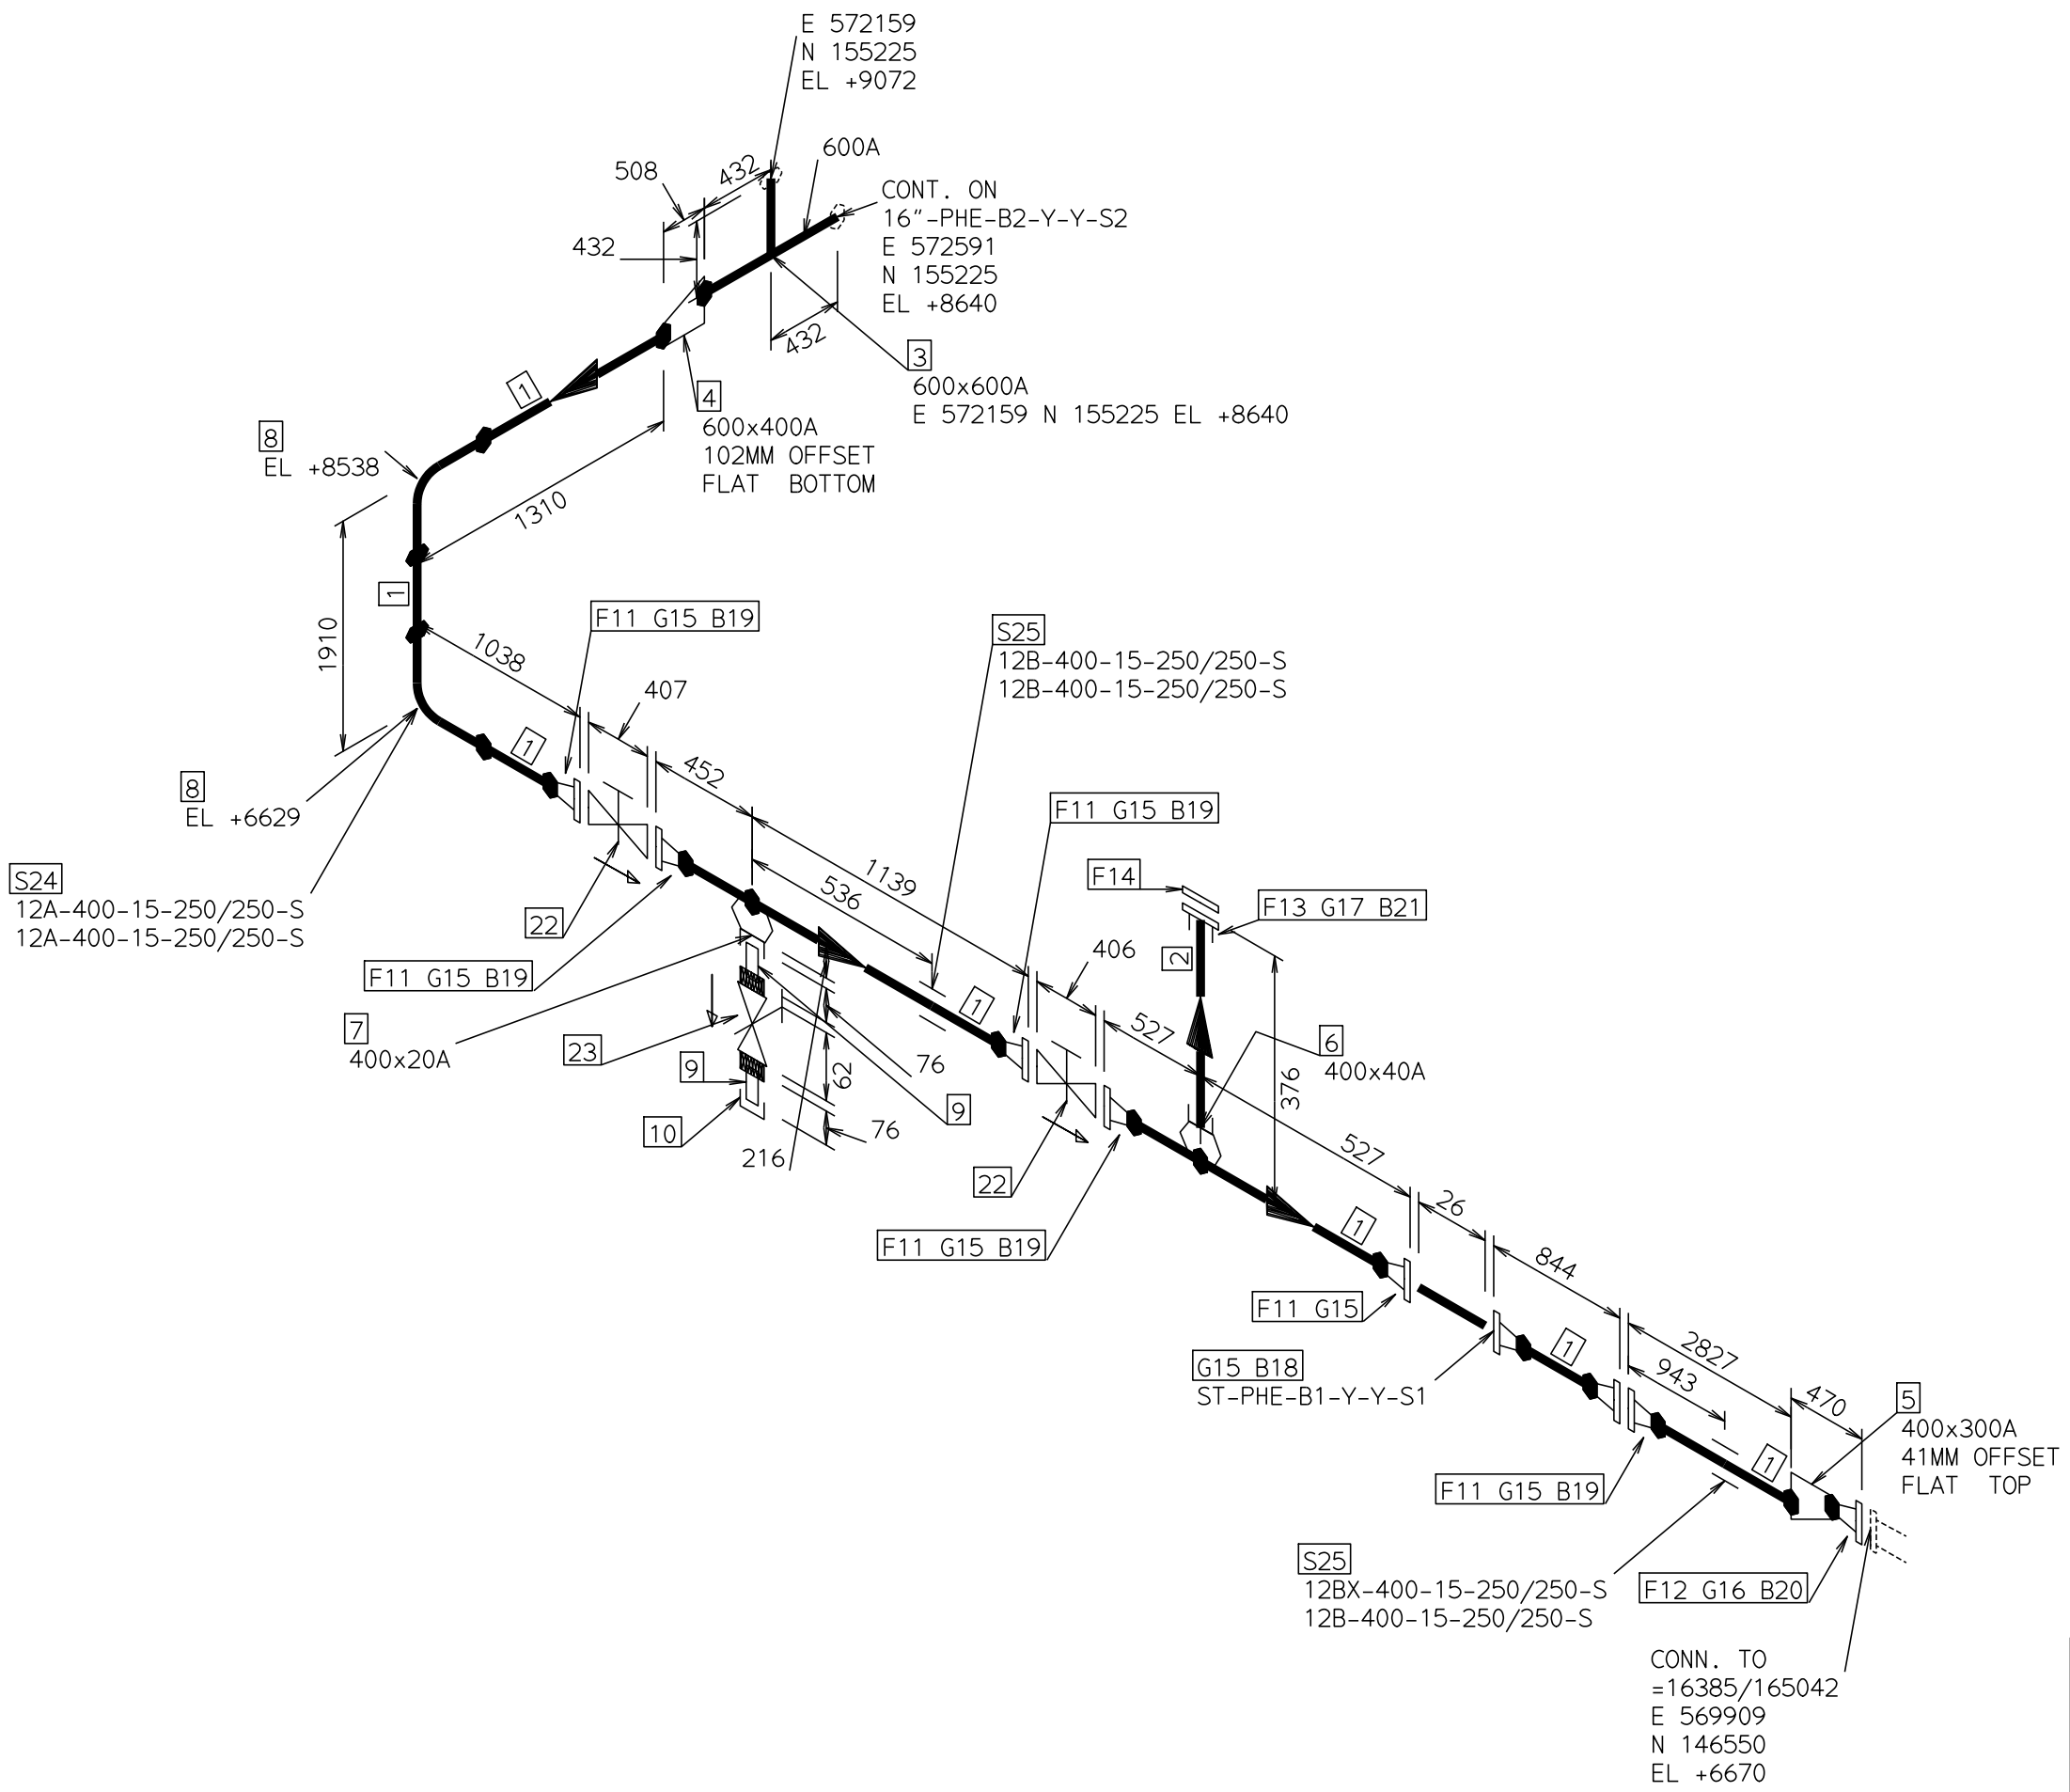 E 572159
N 155225
EL +9072
600A
508
432
CONT. ON
16"-PHE-B2-Y-Y-S2
E 572591
N 155225
EL +8640
432
432
3
600x600A
E 572159 N 155225 EL +8640
1
4
600x400A
102MM OFFSET
FLAT BOTTOM
8
EL +8538
1310
1
1910
F11 G15 B19
1038
407
S25
12B-400-15-250/250-S
12B-400-15-250/250-S
1
452
8
EL +6629
F11 G15 B19
S24
12A-400-15-250/250-S
12A-400-15-250/250-S
22
1139
536
F14
F13 G17 B21
F11 G15 B19
406
2
7
400x20A
23
1
527
6
400x40A
376
9
76
62
9
10
76
216
22
527
F11 G15 B19
26
1
844
F11 G15
2827
G15 B18
ST-PHE-B1-Y-Y-S1
1
943
470
5
400x300A
41MM OFFSET
FLAT TOP
1
F11 G15 B19
S25
12BX-400-15-250/250-S
12B-400-15-250/250-S
F12 G16 B20
CONN. TO
=16385/165042
E 569909
N 146550
EL +6670